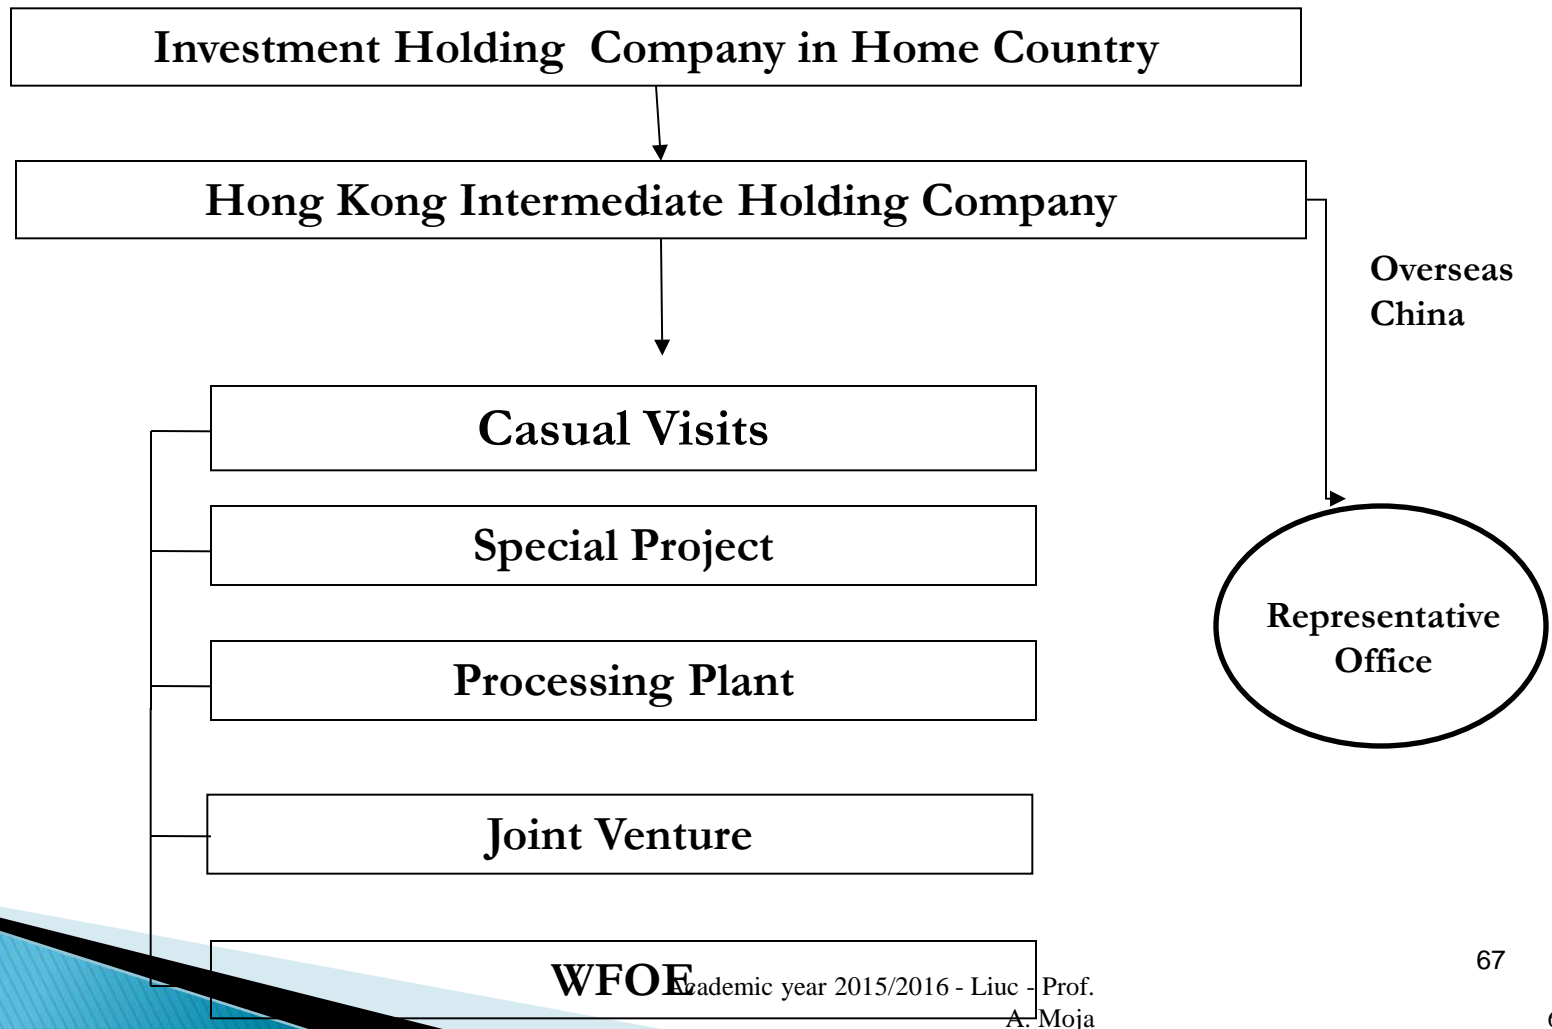 Investment Holding Company in Home Country
Hong Kong Intermediate Holding Company
Overseas
China
Casual Visits
Special Project
Representative
Office
Processing Plant
Joint Venture
WFOE
Academic year 2015/2016 - Liuc - Prof.
A. Moja
67